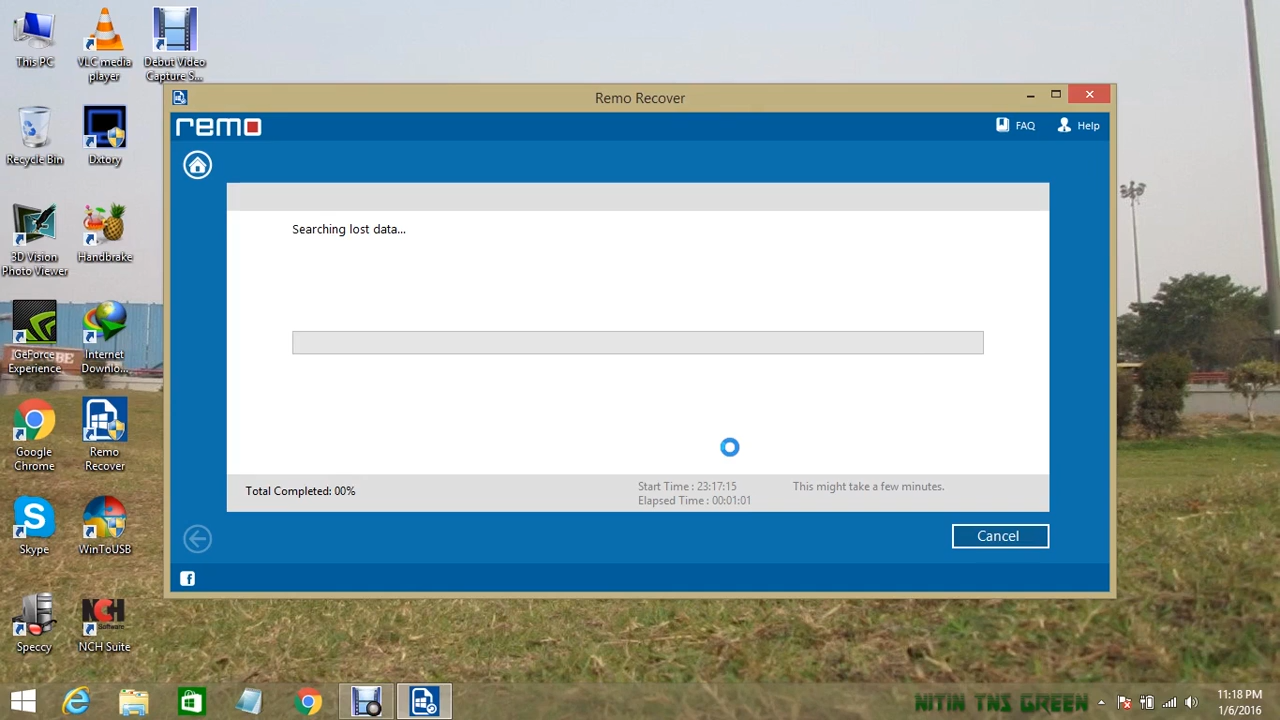 This PC
VLC media
player
Debut Video
Capture S...
Recycle Bin
Dxtory
3D Vision
Photo Viewer
Handbrake
GeForce
Experience
Internet
Downlo...
Google
Chrome
Remo
Recover
Skype
WinToUSB
Speccy
NCH
Software
NCH Suite
Remo Recover
remo
FAQ
Help
Searching lost data...
Total Completed: 00%
Start Time : 23:17:15
Elapsed Time : 00:01:01
This might take a few minutes.
Cancel
NITIN TNS GREEN
11:18 PM
1/6/2016